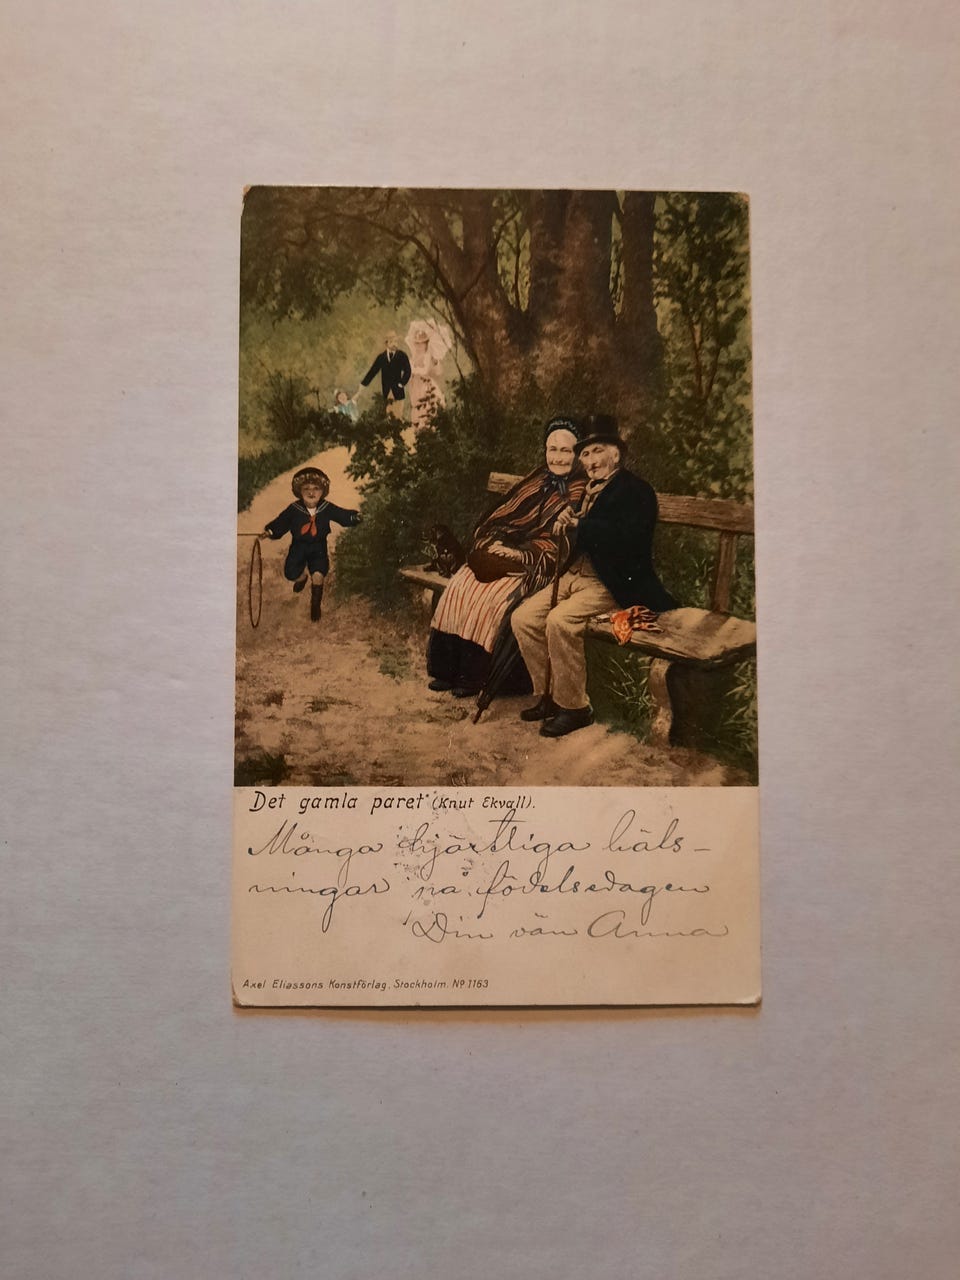 Det gamla paret (Knut Ekvall).
Många hjärtliga häls-
ningar på födelsedagen
Din vän Anna
Axel Eliassons Konstförlag, Stockholm. Nº 1163